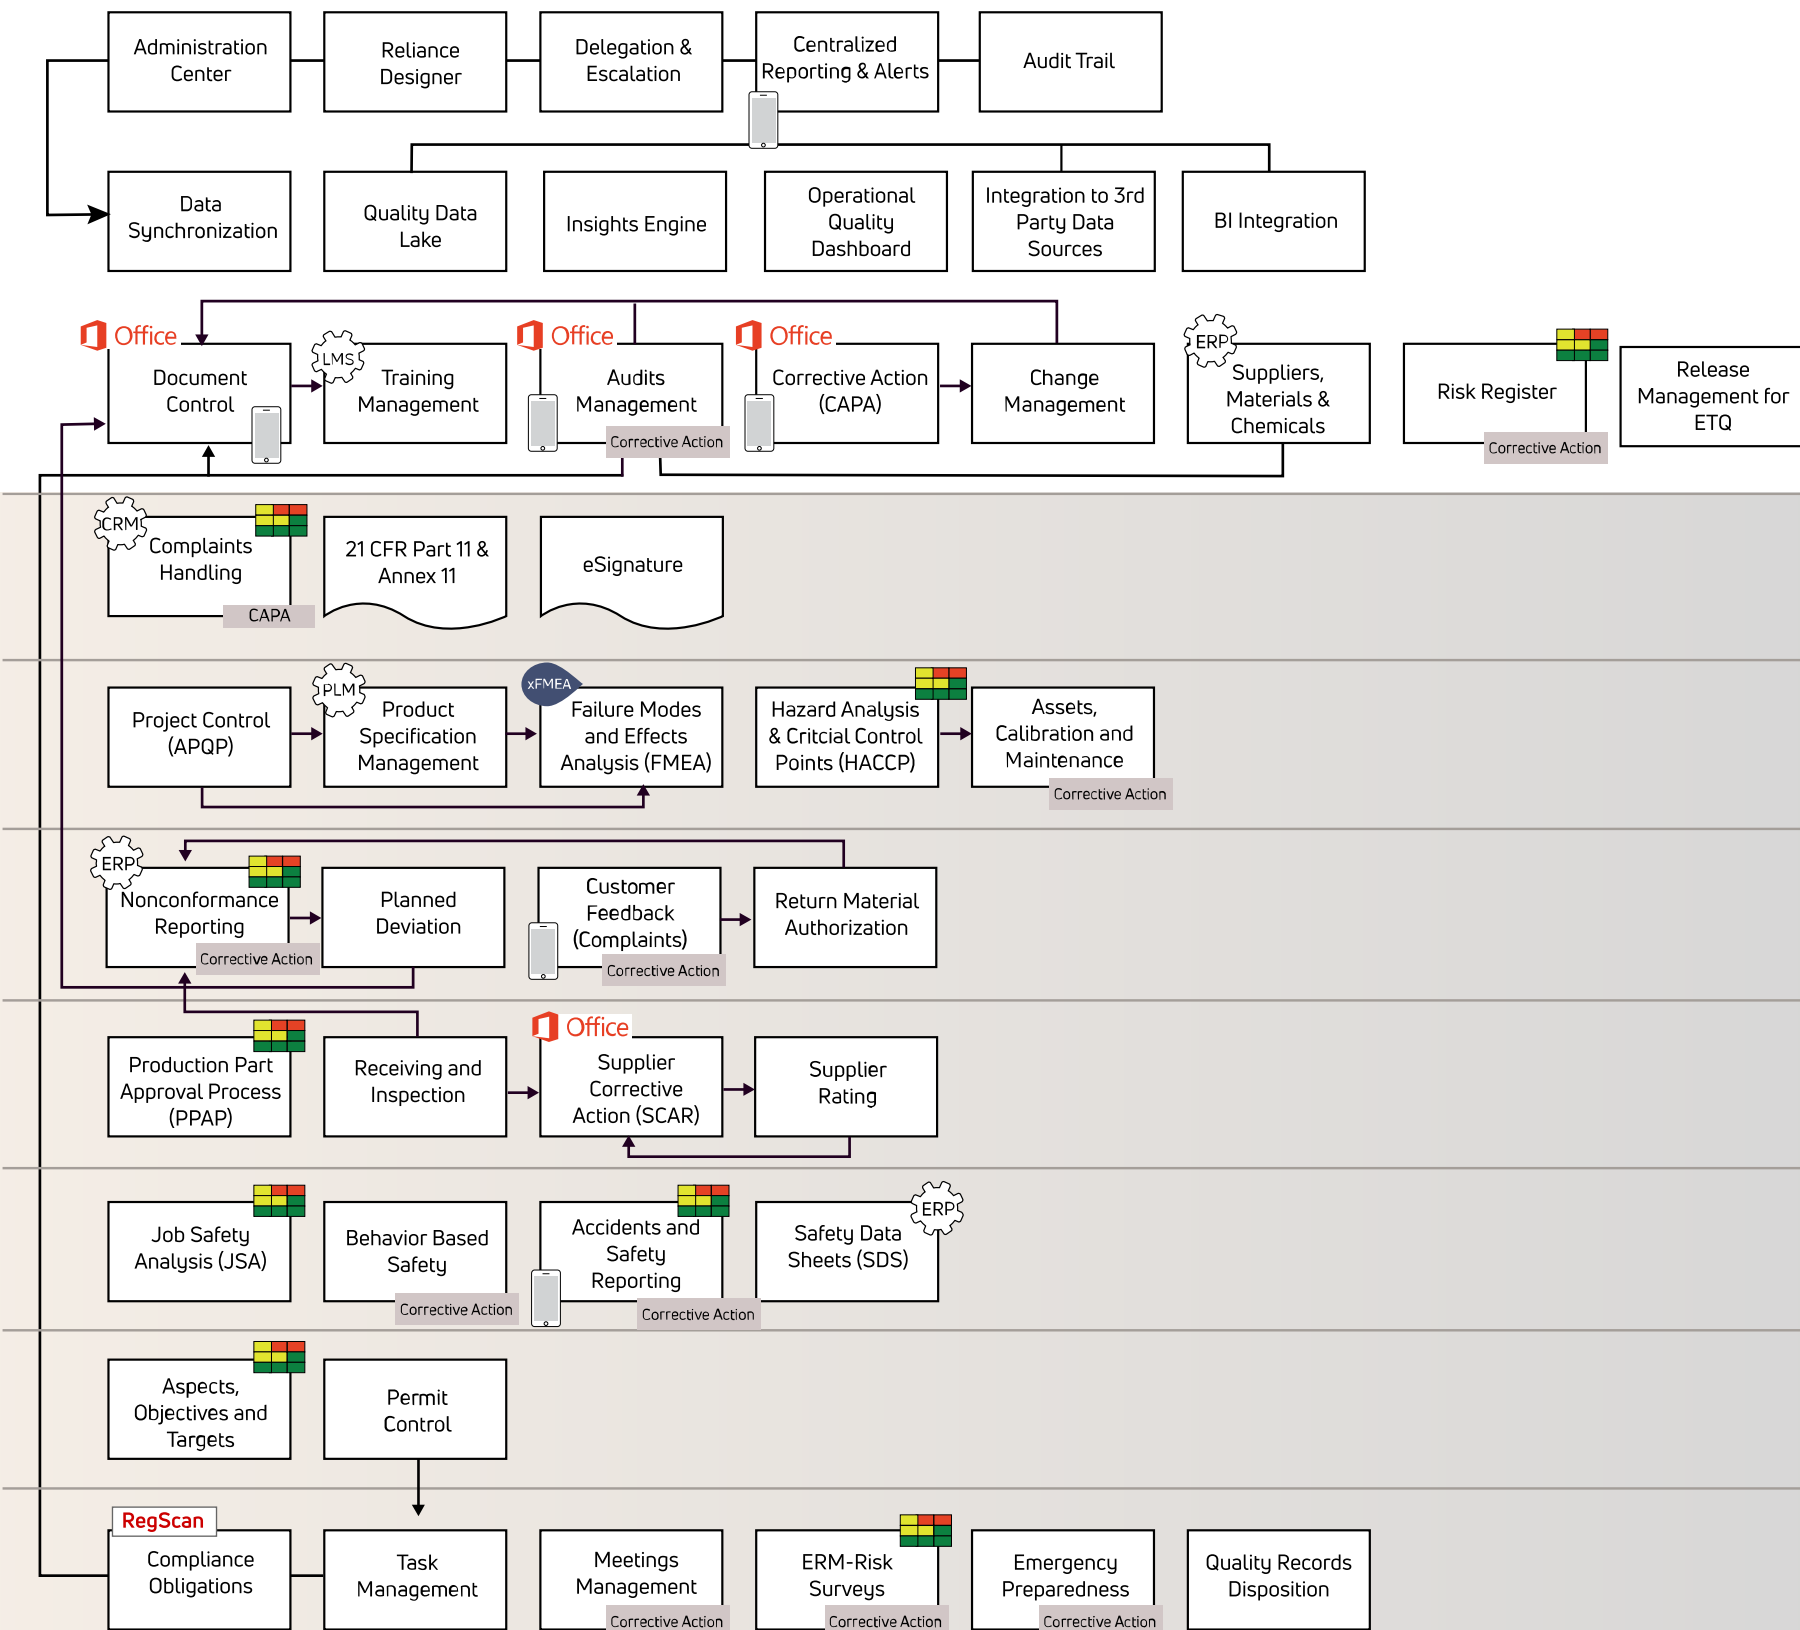 Administration
Center
Reliance
Designer
Delegation &
Escalation
Centralized
Reporting & Alerts
Audit Trail
Data
Synchronization
Quality Data
Lake
Insights Engine
Operational
Quality
Dashboard
Integration to 3rd
Party Data
Sources
BI Integration
Office
Document
Control
LMS
Training
Management
Office
Audits
Management
Corrective Action
Office
Corrective Action
(CAPA)
Change
Management
ERP
Suppliers,
Materials &
Chemicals
Risk Register
Corrective Action
Release
Management for
ETQ
CRM
Complaints
Handling
CAPA
21 CFR Part 11 &
Annex 11
eSignature
Project Control
(APQP)
PLM
Product
Specification
Management
xFMEA
Failure Modes
and Effects
Analysis (FMEA)
Hazard Analysis
& Critcial Control
Points (HACCP)
Assets,
Calibration and
Maintenance
Corrective Action
ERP
Nonconformance
Reporting
Corrective Action
Planned
Deviation
Customer
Feedback
(Complaints)
Corrective Action
Return Material
Authorization
Production Part
Approval Process
(PPAP)
Receiving and
Inspection
Office
Supplier
Corrective
Action (SCAR)
Supplier
Rating
Job Safety
Analysis (JSA)
Behavior Based
Safety
Corrective Action
Accidents and
Safety
Reporting
Corrective Action
ERP
Safety Data
Sheets (SDS)
Aspects,
Objectives and
Targets
Permit
Control
RegScan
Compliance
Obligations
Task
Management
Meetings
Management
Corrective Action
ERM-Risk
Surveys
Corrective Action
Emergency
Preparedness
Corrective Action
Quality Records
Disposition